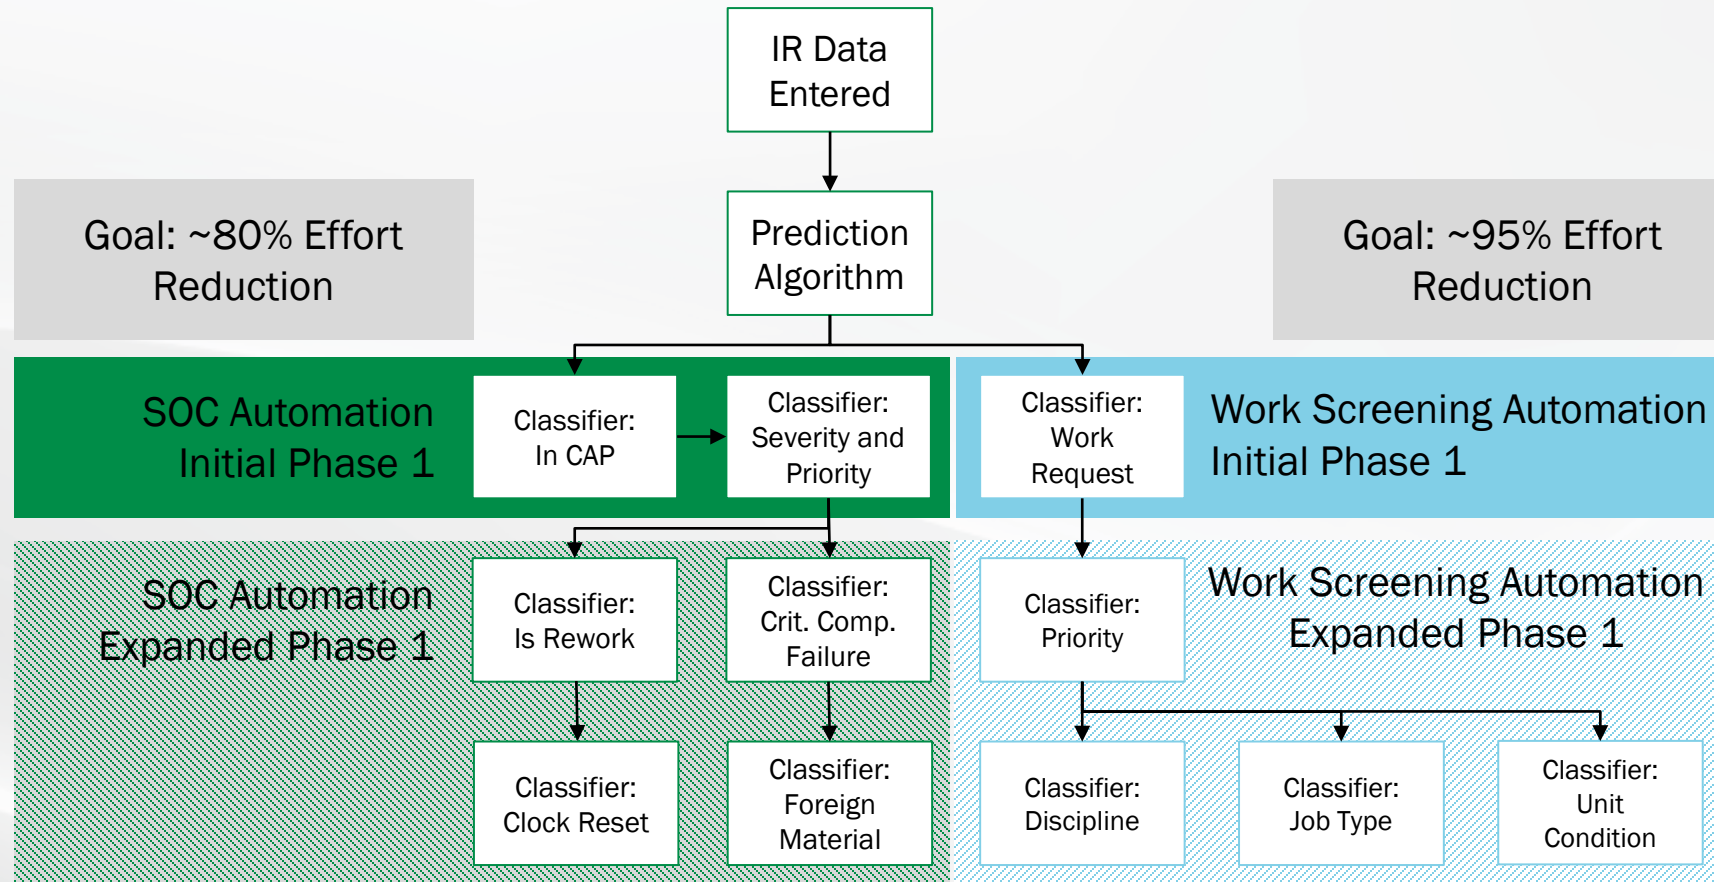 IR Data
Entered
Goal: ~80% Effort
Reduction
Prediction
Algorithm
Goal: ~95% Effort
Reduction
SOC Automation
Initial Phase 1
Classifier:
In CAP
Classifier:
Severity and
Priority
Classifier:
Work
Request
Work Screening Automation
Initial Phase 1
SOC Automation
Expanded Phase 1
Classifier:
Is Rework
Classifier:
Crit. Comp.
Failure
Classifier:
Priority
Work Screening Automation
Expanded Phase 1
Classifier:
Clock Reset
Classifier:
Foreign
Material
Classifier:
Discipline
Classifier:
Job Type
Classifier:
Unit
Condition